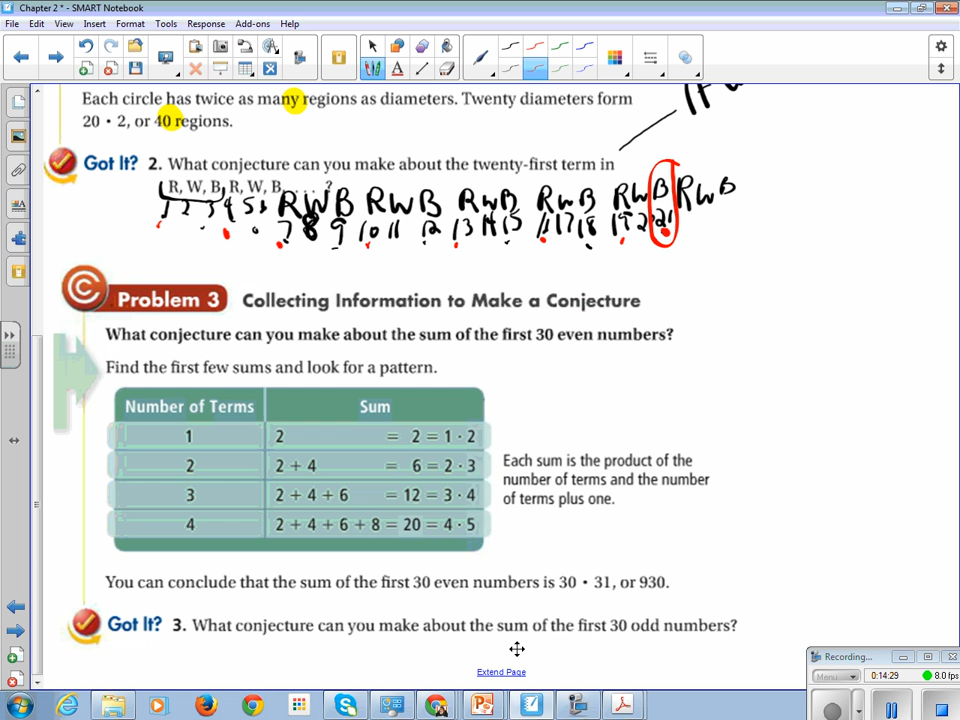 Chapter 2 * - SMART Notebook
File Edit View Insert Format Tools Response Add-ons Help
Each circle has twice as many regions as diameters. Twenty diameters form
20 • 2, or 40 regions.
Got It? 2. What conjecture can you make about the twenty-first term in
R, W, B, R, W, B, . . . ?
R W B R W B R W B R W B R W B R W B
1 2 3 4 5 6 7 8 9 10 11 12 13 14 15 16 17 18 19 20 21
Problem 3 Collecting Information to Make a Conjecture
What conjecture can you make about the sum of the first 30 even numbers?
Find the first few sums and look for a pattern.
Number of Terms Sum
1 2 = 2 = 1 • 2
2 2 + 4 = 6 = 2 • 3
3 2 + 4 + 6 = 12 = 3 • 4
4 2 + 4 + 6 + 8 = 20 = 4 • 5
Each sum is the product of the
number of terms and the number
of terms plus one.
You can conclude that the sum of the first 30 even numbers is 30 • 31, or 930.
Got It? 3. What conjecture can you make about the sum of the first 30 odd numbers?
Extend Page
Recording...
Menu 0:14:29 8.0 fps